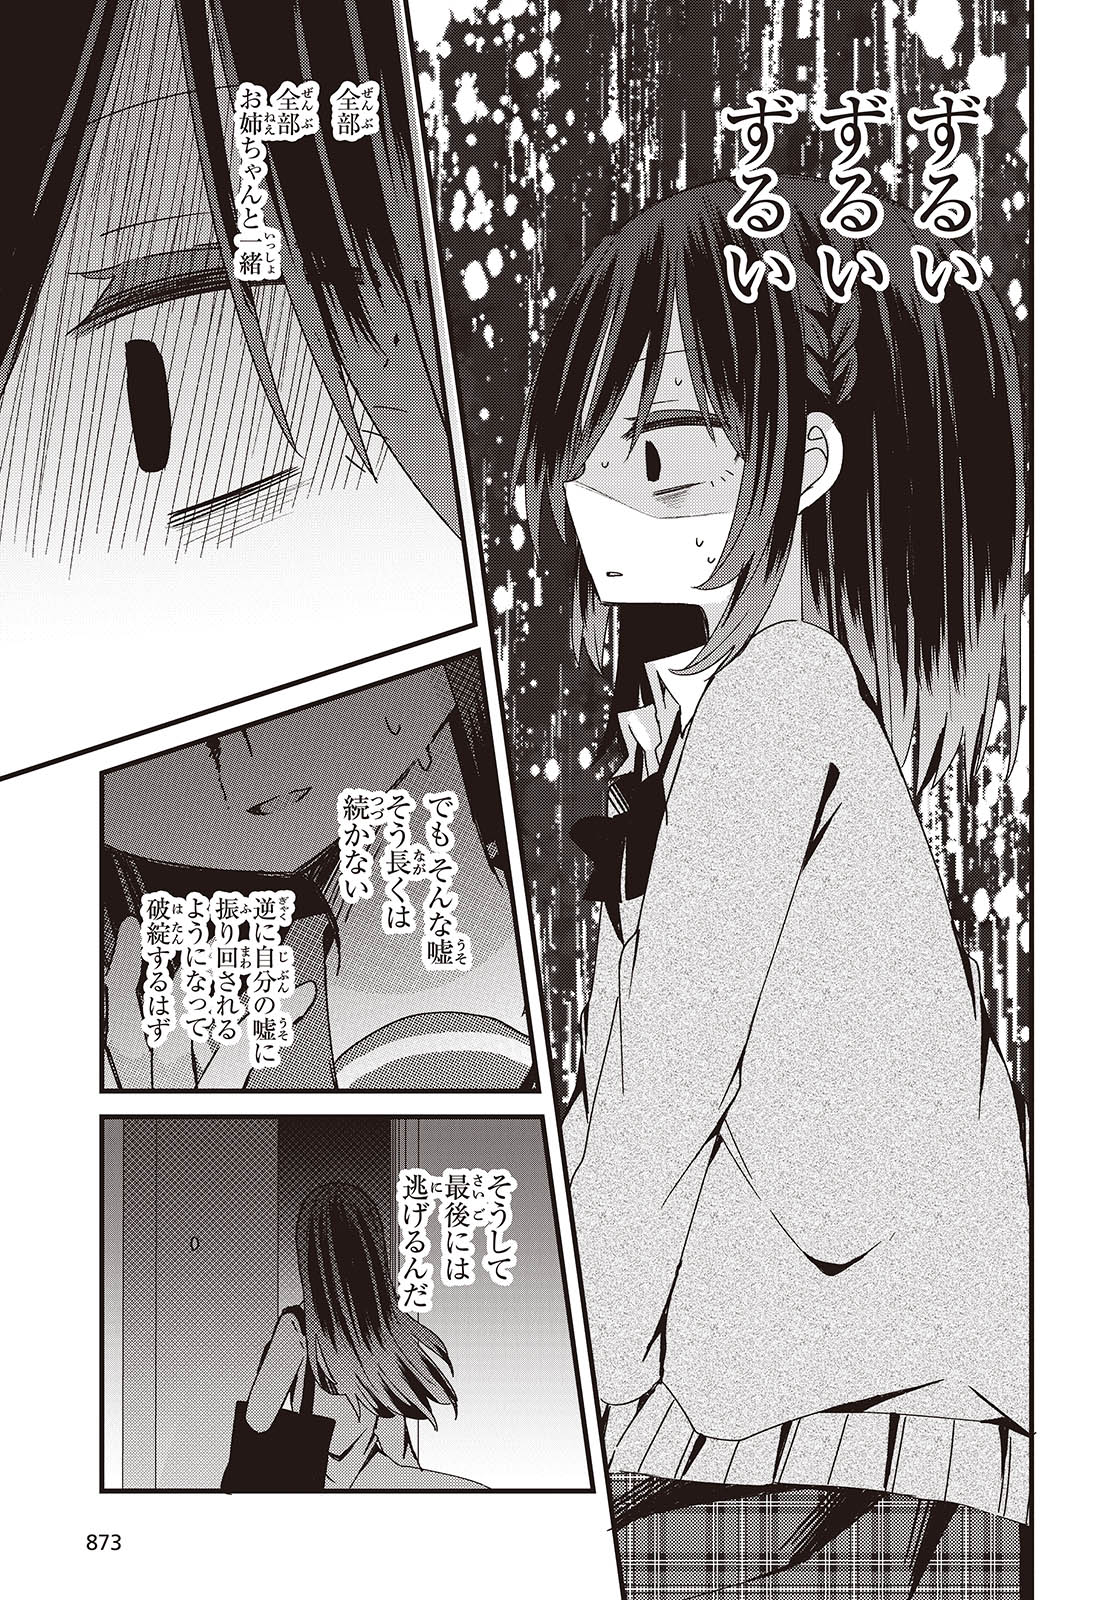 ずるい
ずるい
ずるい
全部
全部
お姉ちゃんと一緒
でも そんな嘘
そう長くは
続かない
逆に自分の嘘に
振り回される
ようになって
破綻するはず
そうして
最後には
逃げるんだ
873